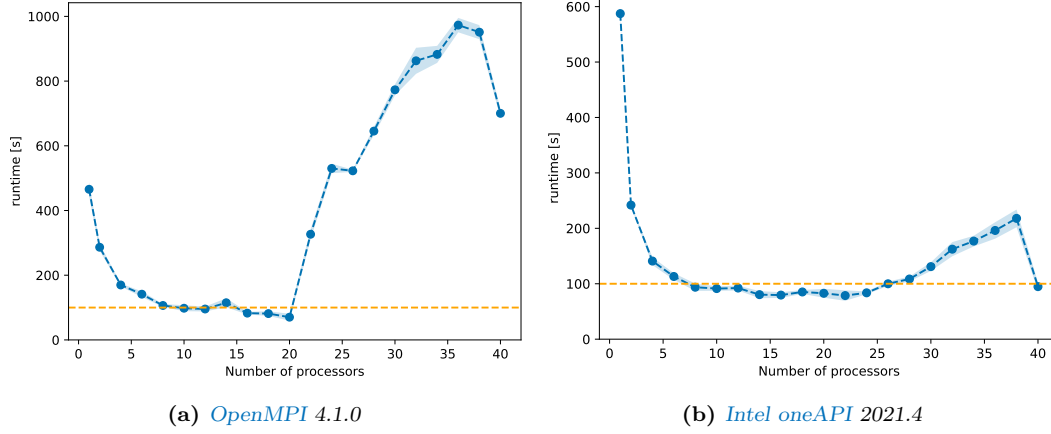 1000
800
600
400
200
0
runtime [s]
0 5 10 15 20 25 30 35 40
Number of processors
(a) OpenMPI 4.1.0
600
500
400
300
200
100
0
runtime [s]
0 5 10 15 20 25 30 35 40
Number of processors
(b) Intel oneAPI 2021.4